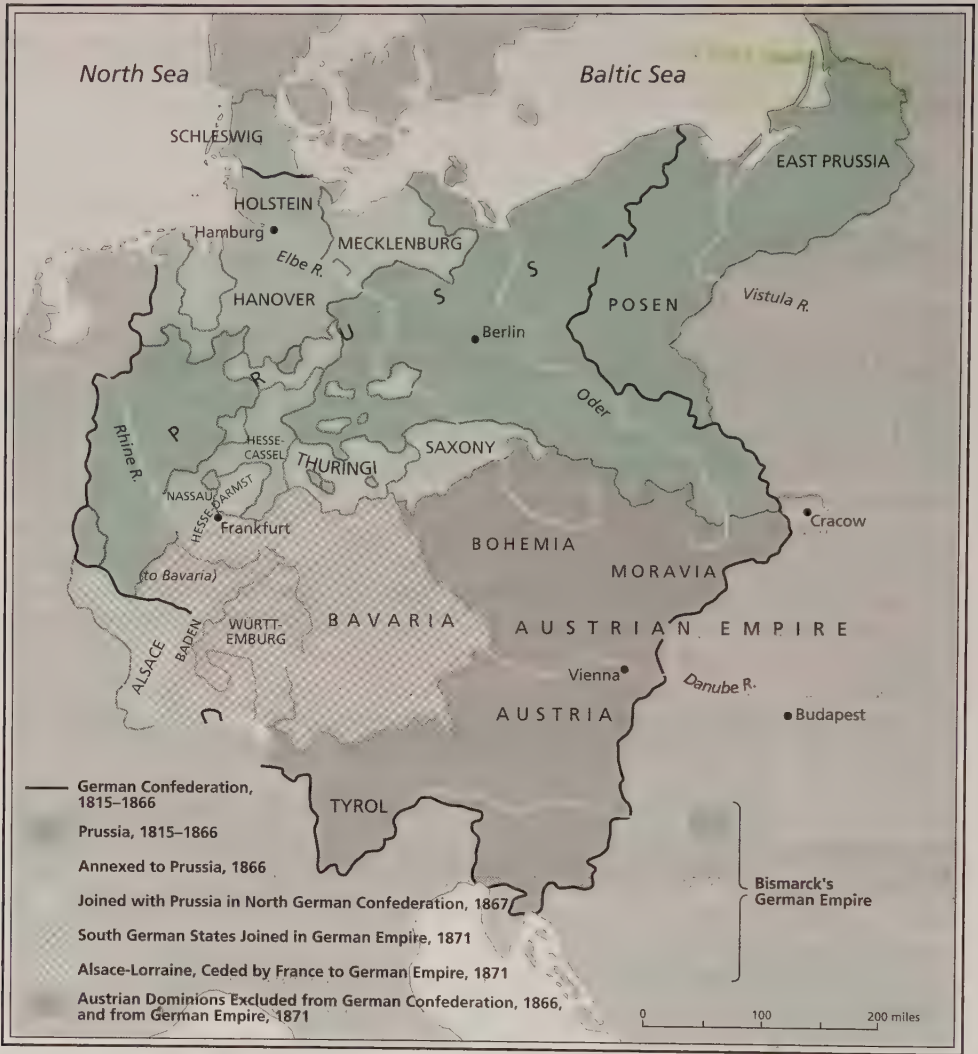 North Sea
Baltic Sea
SCHLESWIG
EAST PRUSSIA
HOLSTEIN
Hamburg
MECKLENBURG
Elbe R.
HANOVER
POSEN
Vistula R.
PRUSS
Berlin
Oder
Rhine R.
HESSE-
CASSEL
THURINGI
SAXONY
NASSAU
HESSE-DARMST
Frankfurt
Cracow
BOHEMIA
MORAVIA
(to Bavaria)
ALSACE
BADEN
WÜRTT-
EMBURG
BAVARIA
AUSTRIAN EMPIRE
Vienna
Danube R.
AUSTRIA
Budapest
TYROL
German Confederation,
1815–1866
Prussia, 1815–1866
Annexed to Prussia, 1866
Joined with Prussia in North German Confederation, 1867
South German States Joined in German Empire, 1871
Alsace-Lorraine, Ceded by France to German Empire, 1871
Austrian Dominions Excluded from German Confederation, 1866,
and from German Empire, 1871
Bismarck's
German Empire
0 100 200 miles